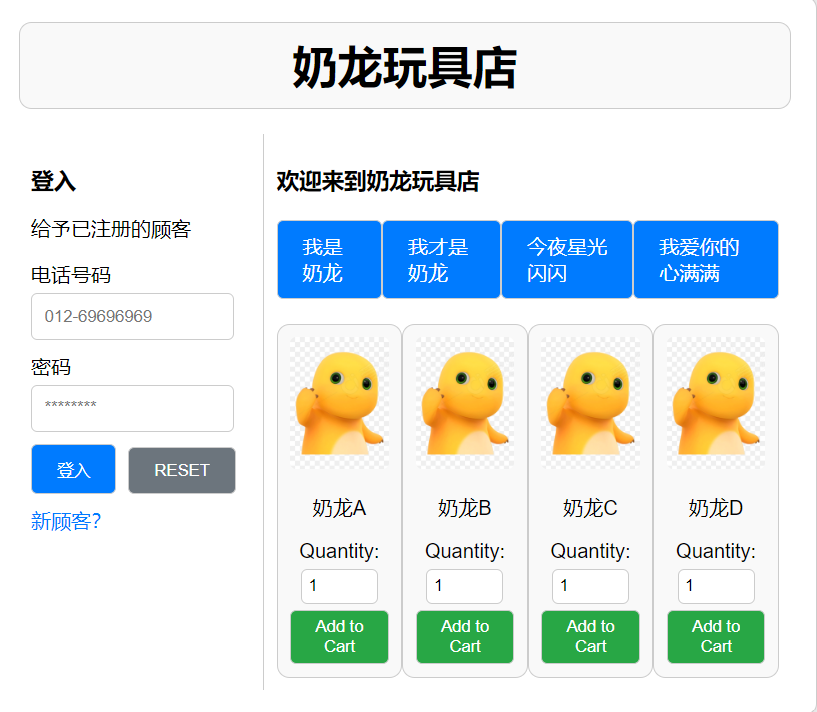 奶龙玩具店
登入
给予已注册的顾客
电话号码
012-69696969
密码
********
登入 RESET
新顾客？
欢迎来到奶龙玩具店
我是
奶龙
我才是
奶龙
今夜星光
闪闪
我爱你的
心满满
奶龙A
Quantity:
1
Add to
Cart
奶龙B
Quantity:
1
Add to
Cart
奶龙C
Quantity:
1
Add to
Cart
奶龙D
Quantity:
1
Add to
Cart